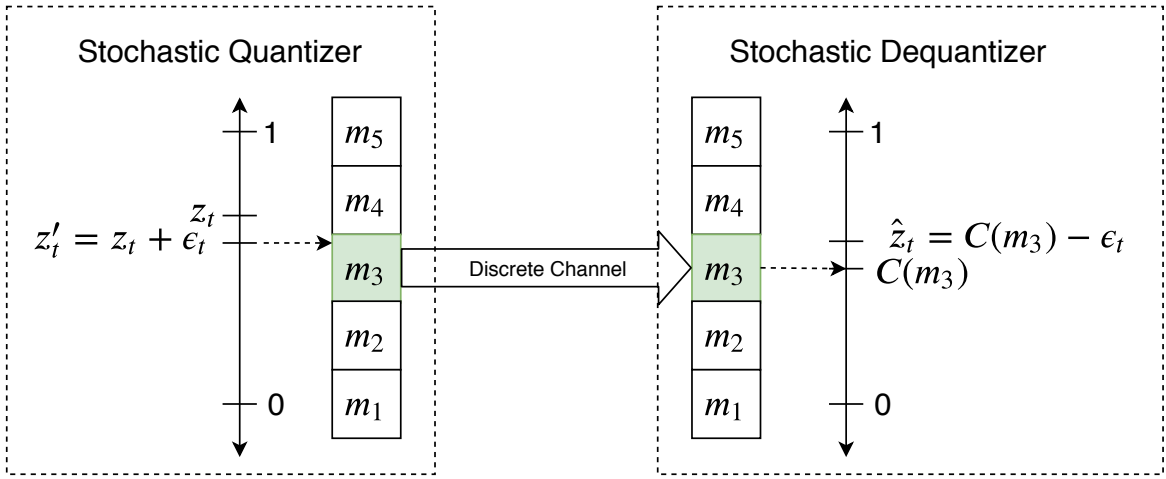 Stochastic Quantizer
1
z_t
z'_t = z_t + ϵ_t
0
m_5
m_4
m_3
m_2
m_1
Discrete Channel
Stochastic Dequantizer
m_5
m_4
m_3
m_2
m_1
1
ẑ_t = C(m_3) − ϵ_t
C(m_3)
0